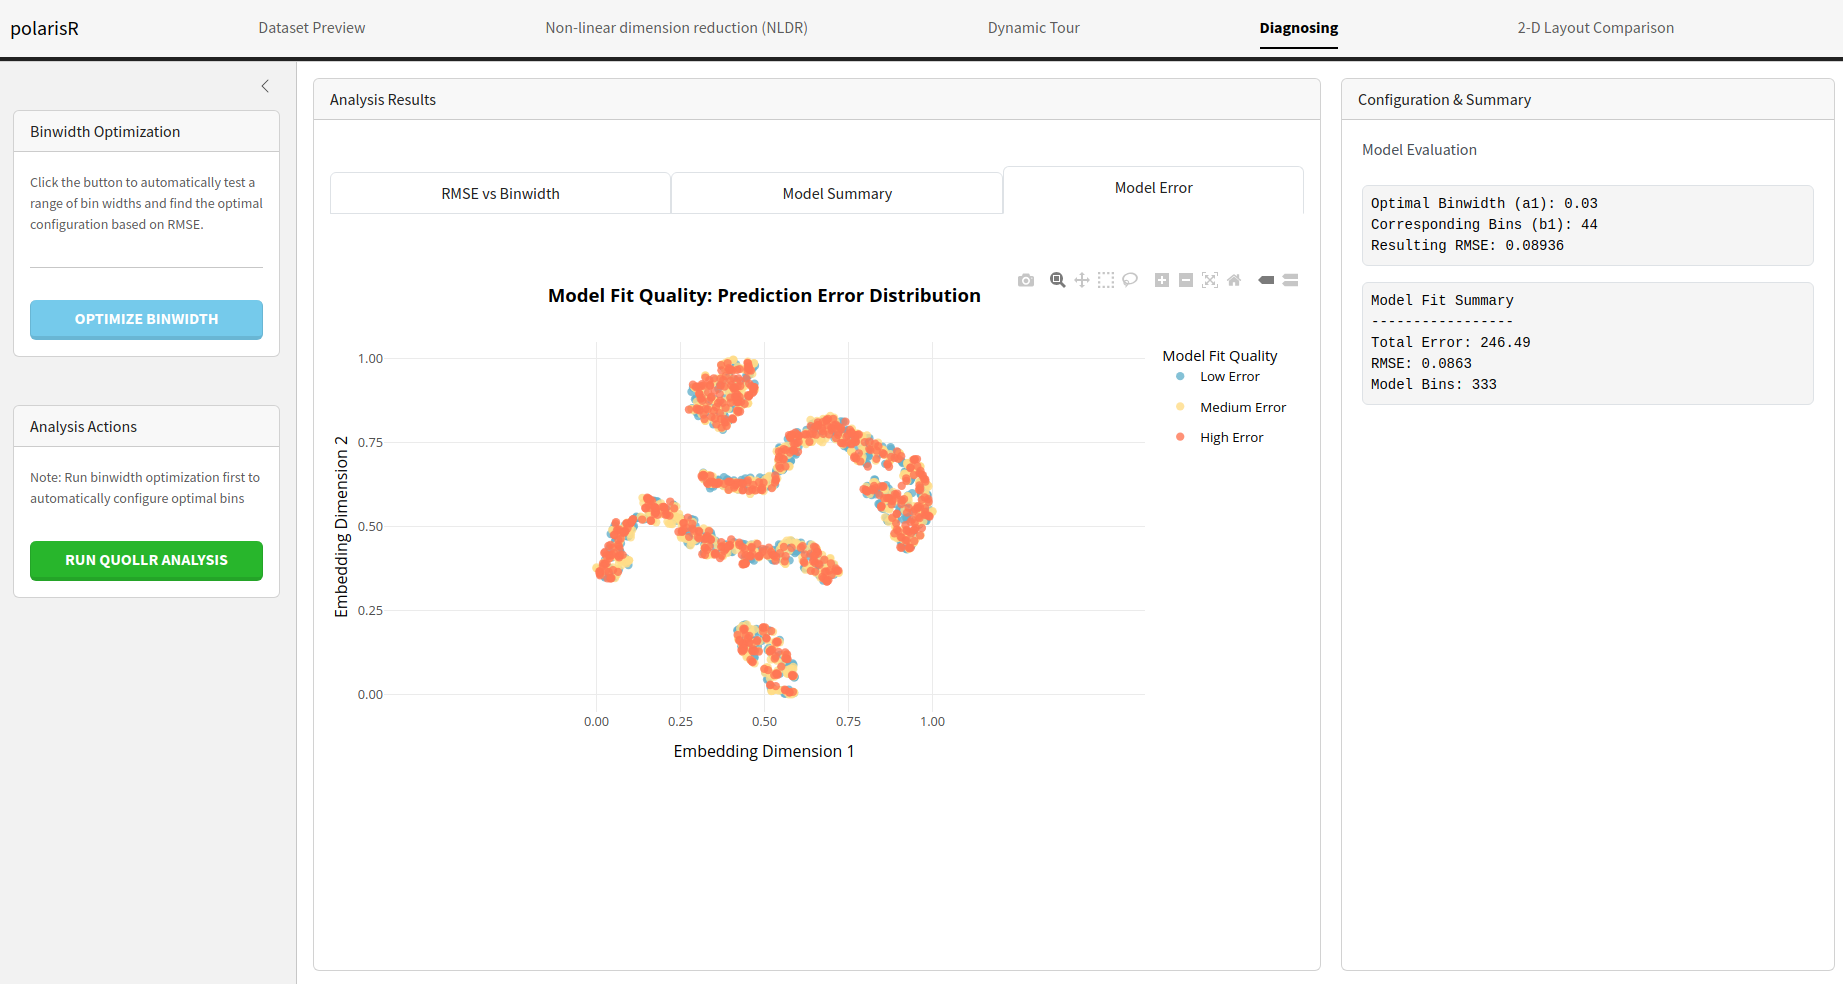 polarisR
Dataset Preview
Non-linear dimension reduction (NLDR)
Dynamic Tour
Diagnosing
2-D Layout Comparison
Binwidth Optimization
Click the button to automatically test a
range of bin widths and find the optimal
configuration based on RMSE.
OPTIMIZE BINWIDTH
Analysis Actions
Note: Run binwidth optimization first to
automatically configure optimal bins
RUN QUOLLR ANALYSIS
Analysis Results
RMSE vs Binwidth
Model Summary
Model Error
Model Fit Quality: Prediction Error Distribution
Model Fit Quality
Low Error
Medium Error
High Error
Embedding Dimension 2
1.00
0.75
0.50
0.25
0.00
0.00
0.25
0.50
0.75
1.00
Embedding Dimension 1
Configuration & Summary
Model Evaluation
Optimal Binwidth (a1): 0.03
Corresponding Bins (b1): 44
Resulting RMSE: 0.08936
Model Fit Summary
-----------------
Total Error: 246.49
RMSE: 0.0863
Model Bins: 333